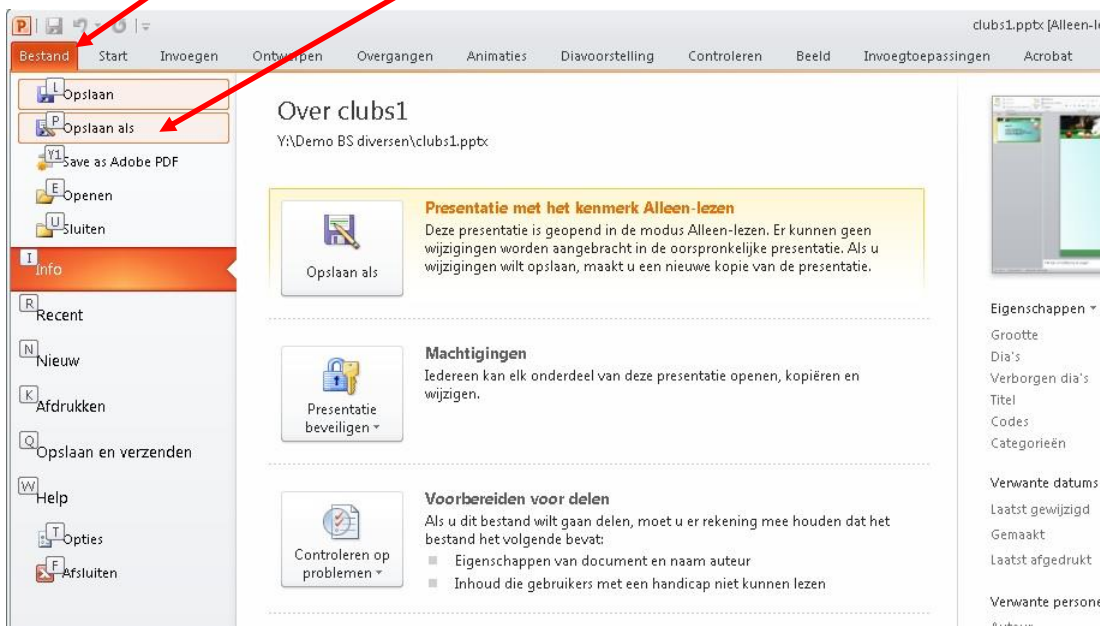 P
clubs1.pptx [Alleen-le
Bestand Start Invoegen Ontwerpen Overgangen Animaties Diavoorstelling Controleren Beeld Invoegtoepassingen Acrobat
L Opslaan
P Opslaan als
Y1 Save as Adobe PDF
E Openen
U Sluiten
I Info
R Recent
N Nieuw
K Afdrukken
Q Opslaan en verzenden
W Help
T Opties
F Afsluiten
Over clubs1
Y:\Demo BS diversen\clubs1.pptx
Opslaan als
Presentatie met het kenmerk Alleen-lezen
Deze presentatie is geopend in de modus Alleen-lezen. Er kunnen geen
wijzigingen worden aangebracht in de oorspronkelijke presentatie. Als u
wijzigingen wilt opslaan, maakt u een nieuwe kopie van de presentatie.
Presentatie
beveiligen
Machtigingen
Iedereen kan elk onderdeel van deze presentatie openen, kopiëren en
wijzigen.
Controleren op
problemen
Voorbereiden voor delen
Als u dit bestand wilt gaan delen, moet u er rekening mee houden dat het
bestand het volgende bevat:
Eigenschappen van document en naam auteur
Inhoud die gebruikers met een handicap niet kunnen lezen
Eigenschappen
Grootte
Dia's
Verborgen dia's
Titel
Codes
Categorieën
Verwante datums
Laatst gewijzigd
Gemaakt
Laatst afgedrukt
Verwante persone